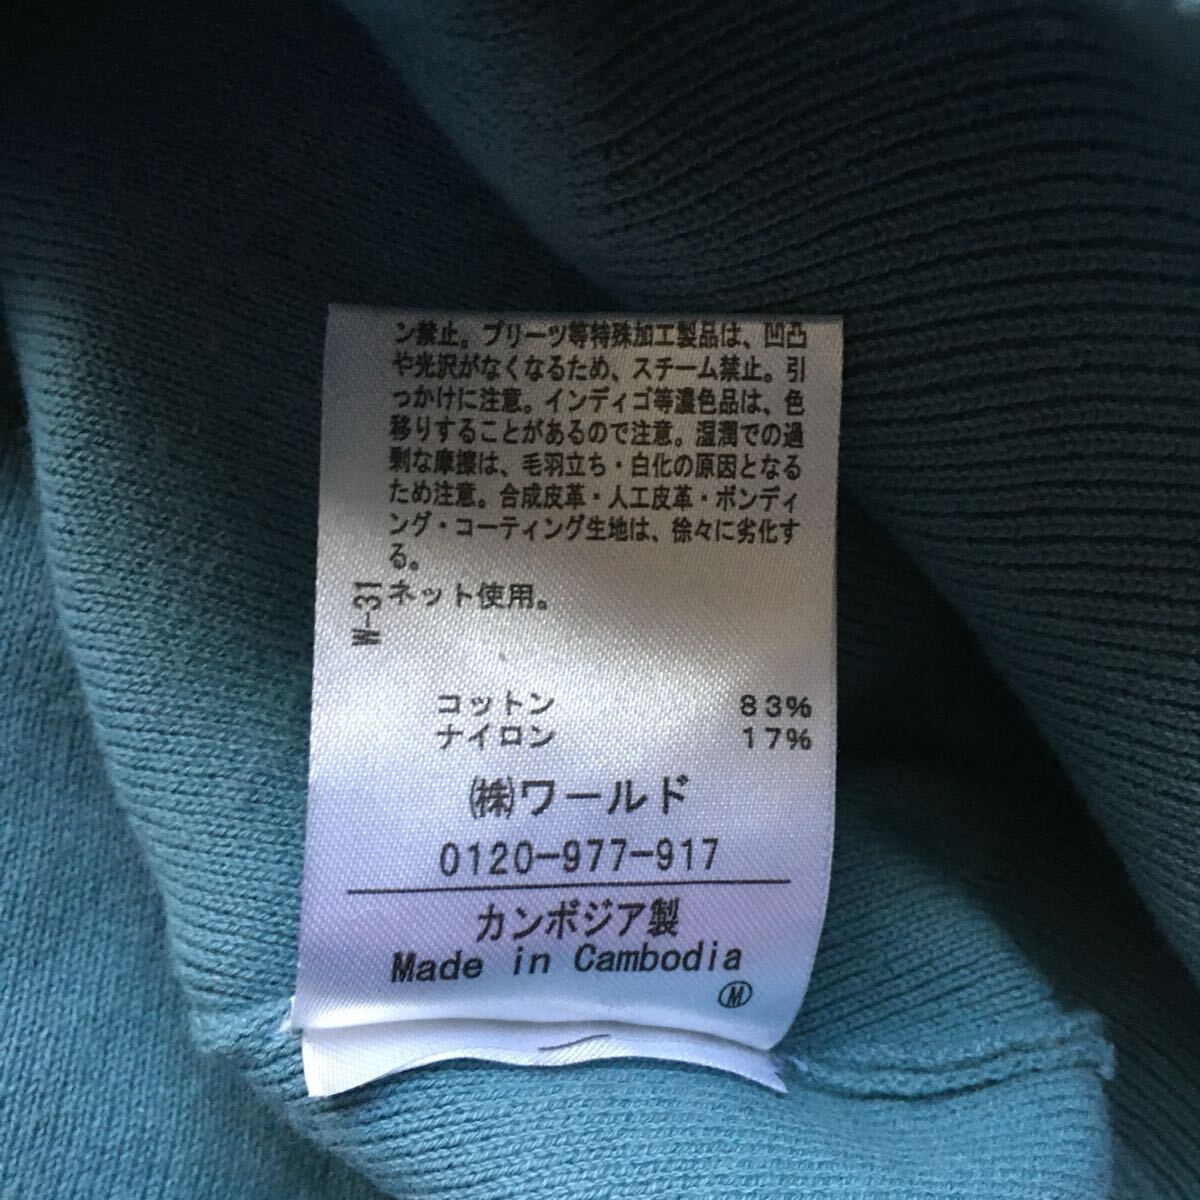 ン禁止。プリーツ等特殊加工製品は、凹凸
や光沢がなくなるため、スチーム禁止。引
っかけに注意。インディゴ等濃色品は、色
移りすることがあるので注意。湿潤での過
剰な摩擦は、毛羽立ち・白化の原因となる
ため注意。合成皮革・人工皮革・ボンディ
ング・コーティング生地は、徐々に劣化す
る。
ネット使用。
W-31
コットン 83%
ナイロン 17%
㈱ワールド
0120-977-917
カンボジア製
Made in Cambodia
Ⓜ